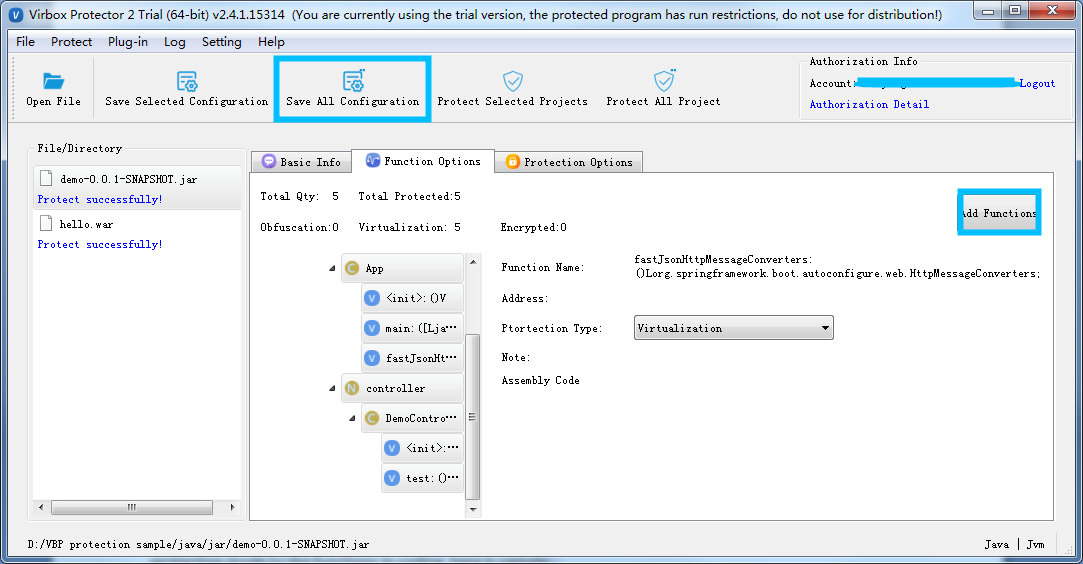 Virbox Protector 2 Trial (64-bit) v2.4.1.15314 (You are currently using the trial version, the protected program has run restrictions, do not use for distribution!)
File Protect Plug-in Log Setting Help
Open File
Save Selected Configuration
Save All Configuration
Protect Selected Projects
Protect All Project
Authorization Info
Account: Logout
Authorization Detail
File/Directory
demo-0.0.1-SNAPSHOT.jar
Protect successfully!
hello.war
Protect successfully!
Basic Info
Function Options
Protection Options
Total Qty: 5 Total Protected:5
Obfuscation:0 Virtualization: 5 Encrypted:0
Add Functions
C App
V <init>:()V
V main:([Lja···
V fastJsonHt···
N controller
C DemoContro···
V <init>:···
V test:()···
Function Name: fastJsonHttpMessageConverters:
()Lorg.springframework.boot.autoconfigure.web.HttpMessageConverters;
Address:
Ptortection Type: Virtualization
Note:
Assembly Code
D:/VBP protection sample/java/jar/demo-0.0.1-SNAPSHOT.jar
Java | Jvm